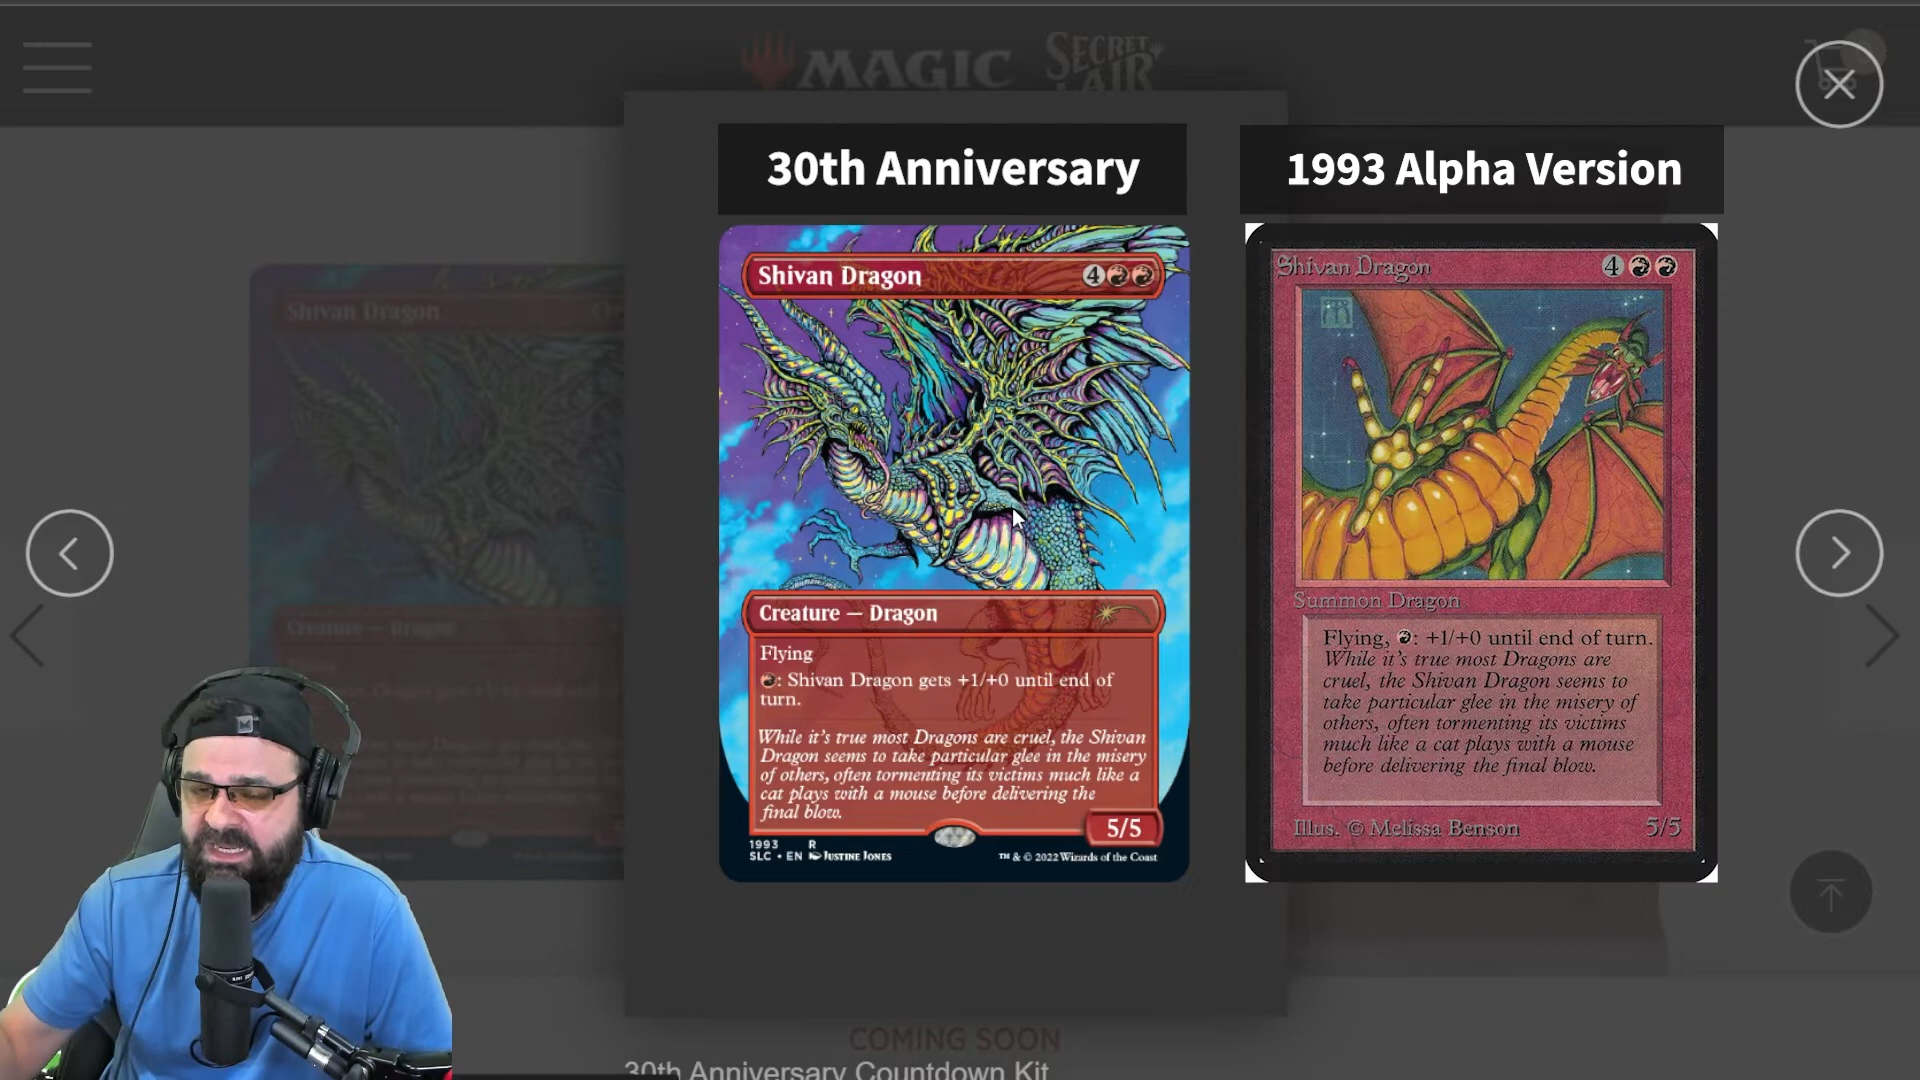 MAGIC
SECRET
LAIR
30th Anniversary
1993 Alpha Version
Shivan Dragon
Shivan Dragon 4
Creature — Dragon
Flying
: Shivan Dragon gets +1/+0 until end of
turn.
While it's true most Dragons are cruel, the Shivan
Dragon seems to take particular glee in the misery
of others, often tormenting its victims much like a
cat plays with a mouse before delivering the
final blow.
5/5
1993 R
SLC • EN JUSTINE JONES
™ & © 2022 Wizards of the Coast
Shivan Dragon 4
Summon Dragon
Flying, : +1/+0 until end of turn.
While it's true most Dragons are
cruel, the Shivan Dragon seems to
take particular glee in the misery of
others, often tormenting its victims
much like a cat plays with a mouse
before delivering the final blow.
Illus. © Melissa Benson 5/5
Creature — Dragon
COMING SOON
30th Anniversary Countdown Kit